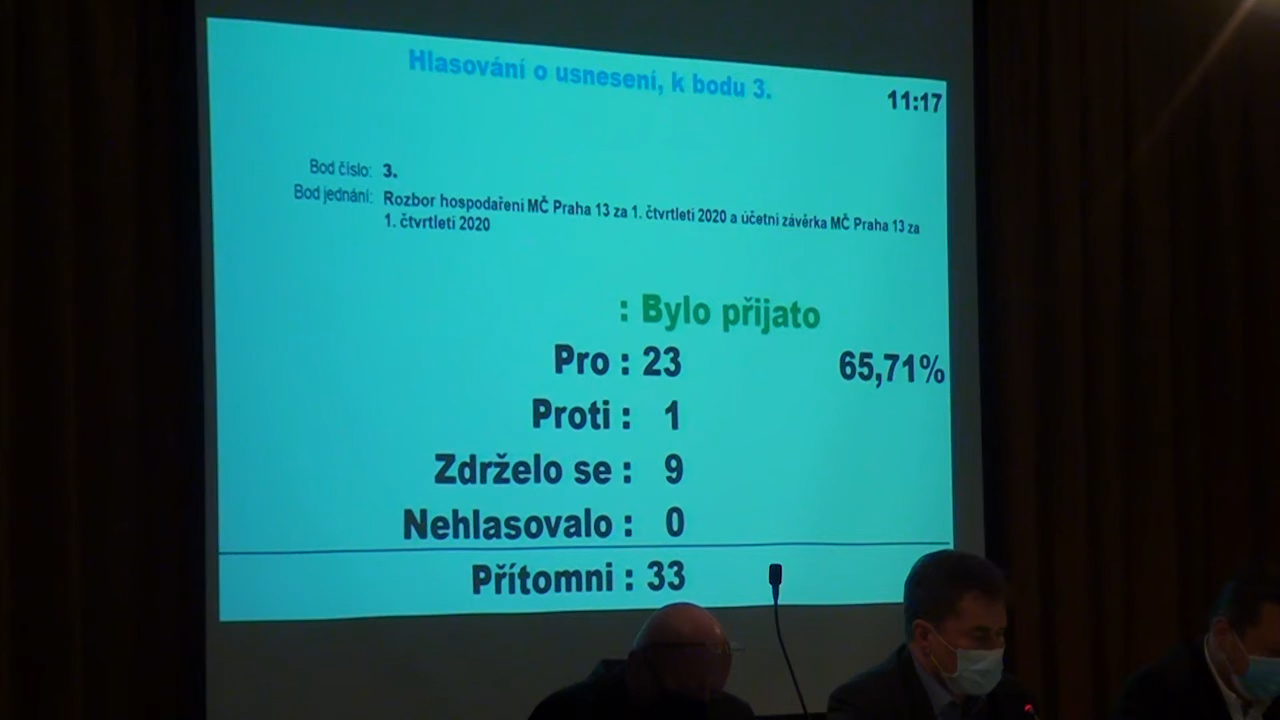 Hlasování o usnesení, k bodu 3.
11:17
Bod číslo: 3.
Bod jednání: Rozbor hospodaření MČ Praha 13 za 1. čtvrtletí 2020 a účetní závěrka MČ Praha 13 za
1. čtvrtletí 2020
: Bylo přijato
Pro : 23 65,71%
Proti : 1
Zdrželo se : 9
Nehlasovalo : 0
Přítomni : 33